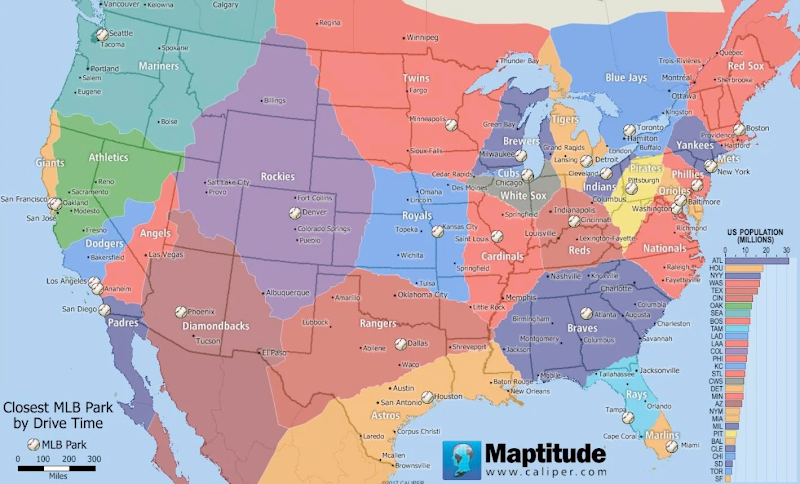 Vancouver
Kelowna
Calgary
Regina
Winnipeg
Thunder Bay
Québec
Trois-Rivières
Montréal
Sherbrooke
Ottawa
Kingston
Seattle
Tacoma
Spokane
Mariners
Portland
Salem
Eugene
Boise
Billings
Twins
Fargo
Minneapolis
Sioux Falls
Blue Jays
Red Sox
Tigers
Green Bay
Brewers
Milwaukee
Grand Rapids
Lansing
Detroit
Toronto
Hamilton
London
Buffalo
Providence
Boston
Hartford
Yankees
Mets
New York
Giants
Athletics
Reno
Sacramento
San Francisco
Oakland
Modesto
San Jose
Fresno
Salt Lake City
Provo
Rockies
Fort Collins
Denver
Colorado Springs
Pueblo
Omaha
Lincoln
Royals
Topeka
Kansas City
Wichita
Cedar Rapids
Des Moines
Cubs
Chicago
White Sox
Springfield
Saint Louis
Cardinals
Springfield
Cleveland
Indians
Columbus
Pirates
Pittsburgh
Phillies
Orioles
Baltimore
Washington
Richmond
Indianapolis
Cincinnati
Louisville
Lexington-Fayette
Reds
Nationals
Raleigh
Fayetteville
Dodgers
Bakersfield
Angels
Las Vegas
Los Angeles
Anaheim
San Diego
Padres
Phoenix
Diamondbacks
Tucson
Albuquerque
El Paso
Tulsa
Oklahoma City
Amarillo
Lubbock
Rangers
Abilene
Dallas
Waco
Shreveport
Little Rock
Memphis
Nashville
Knoxville
Charlotte
Birmingham
Atlanta
Columbia
Augusta
Charleston
Braves
Columbus
Savannah
Montgomery
Jackson
Mobile
Baton Rouge
New Orleans
Austin
San Antonio
Houston
Astros
Corpus Christi
Laredo
Mcallen
Brownsville
Tallahassee
Jacksonville
Rays
Orlando
Tampa
Cape Coral
Marlins
Miami
US POPULATION
(MILLIONS)
0 10 20 30
ATL
HOU
NYY
WAS
TEX
CIN
OAK
SEA
BOS
TAM
LAD
LAA
COL
PHI
KC
STL
CWS
DET
MIN
AZ
NYM
MIA
MIL
PIT
BAL
CLE
CHI
SD
TOR
SF
Closest MLB Park
by Drive Time
MLB Park
0 100 200 300
Miles
Maptitude
www.caliper.com
©2017 CALIPER